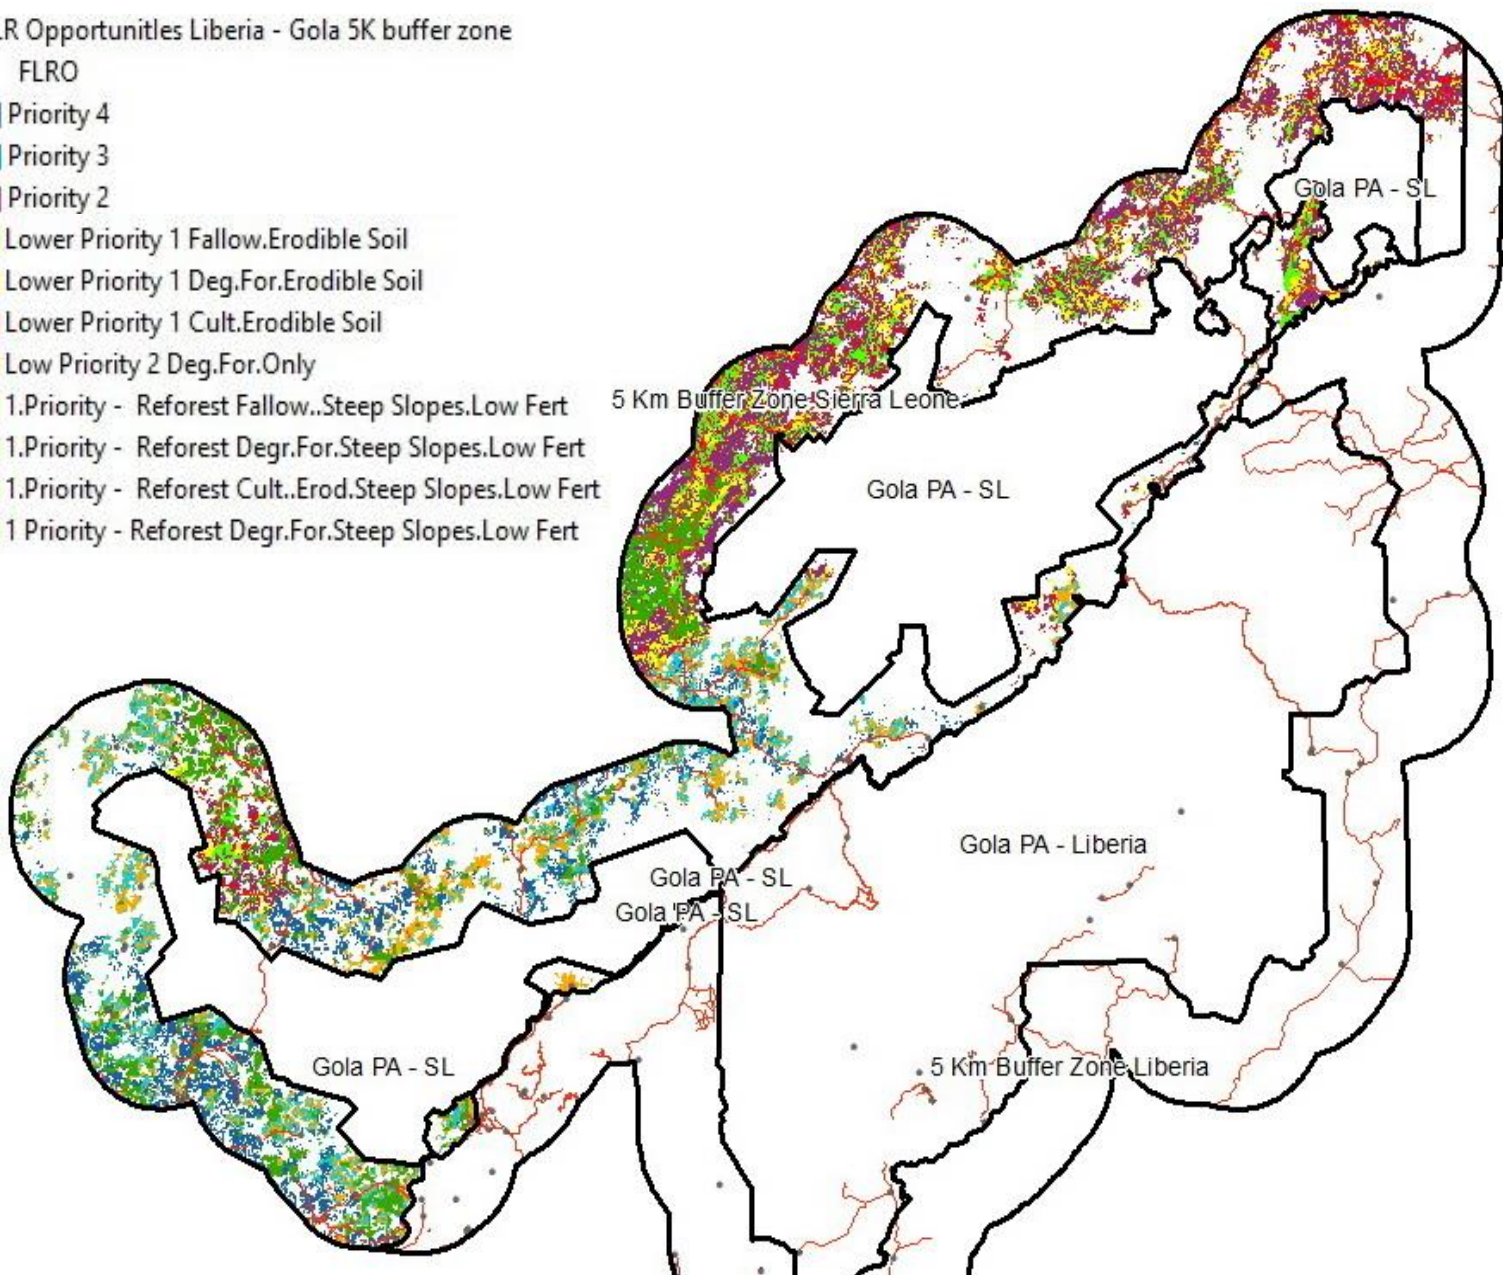 LR Opportunitles Liberia - Gola 5K buffer zone
FLRO
Priority 4
Priority 3
Priority 2
Lower Priority 1 Fallow.Erodible Soil
Lower Priority 1 Deg.For.Erodible Soil
Lower Priority 1 Cult.Erodible Soil
Low Priority 2 Deg.For.Only
1.Priority - Reforest Fallow..Steep Slopes.Low Fert
1.Priority - Reforest Degr.For.Steep Slopes.Low Fert
1.Priority - Reforest Cult..Erod.Steep Slopes.Low Fert
1 Priority - Reforest Degr.For.Steep Slopes.Low Fert
Gola PA - SL
5 Km Buffer Zone Sierra Leone
Gola PA - SL
Gola PA - Liberia
Gola PA - SL
Gola PA - SL
Gola PA - SL
5 Km Buffer Zone Liberia